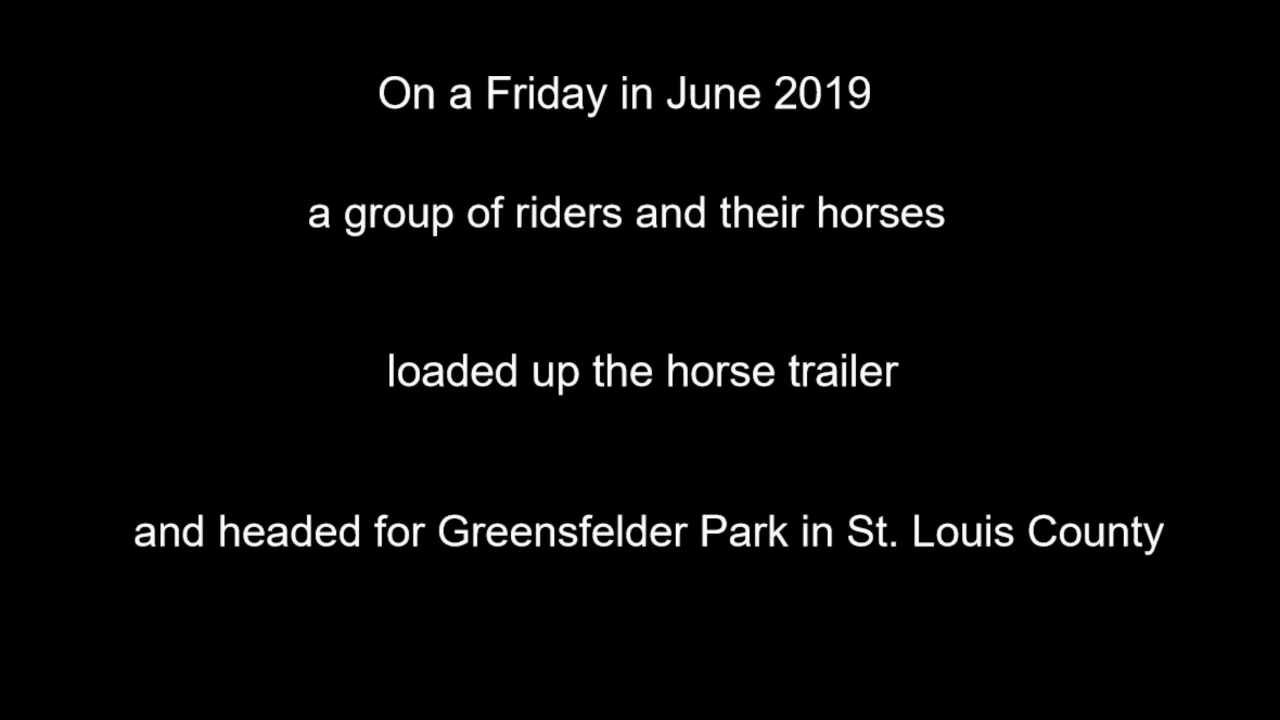 On a Friday in June 2019
a group of riders and their horses
loaded up the horse trailer
and headed for Greensfelder Park in St. Louis County